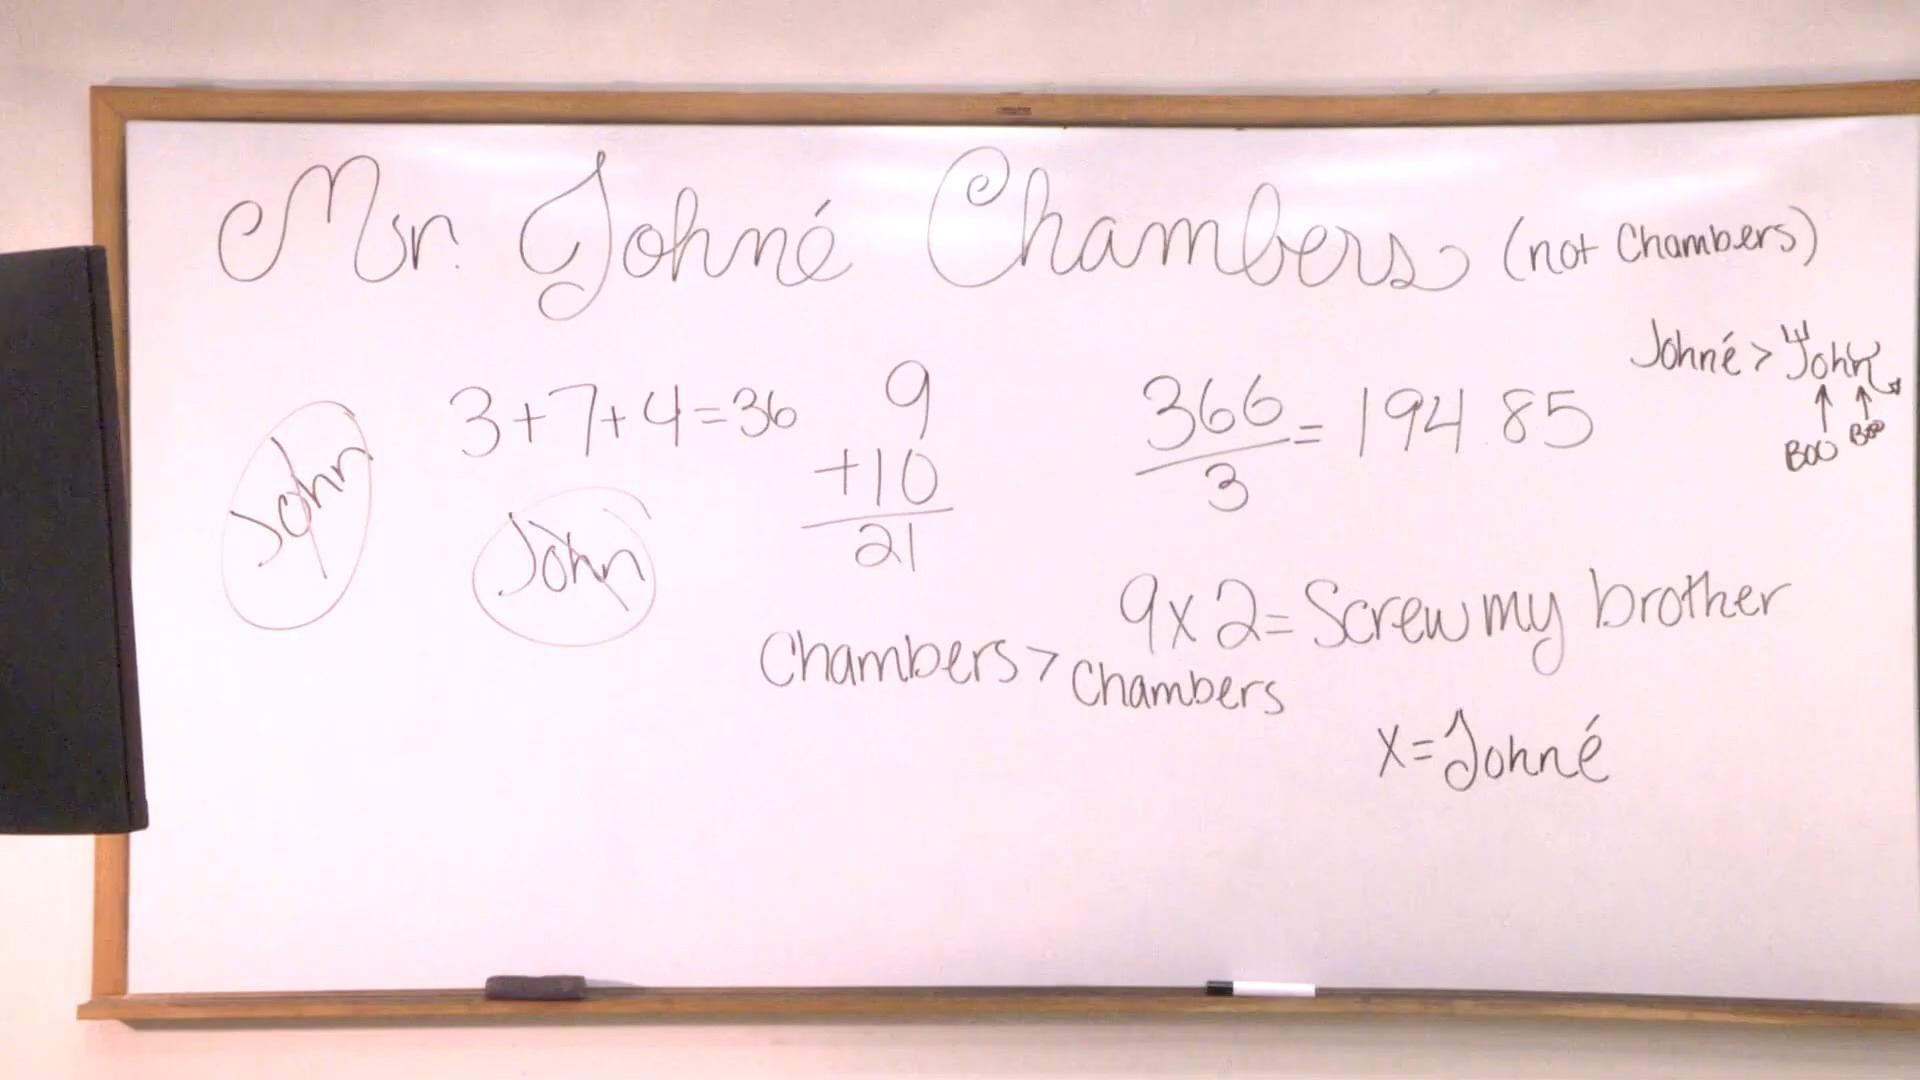 Mr. Johné Chambers (not Chambers)
Johné > John
BOO BOO
3+7+4=36
9
+10
21
366
3
= 194 85
John
John
9x2= Screw my brother
Chambers > Chambers
x=Johné